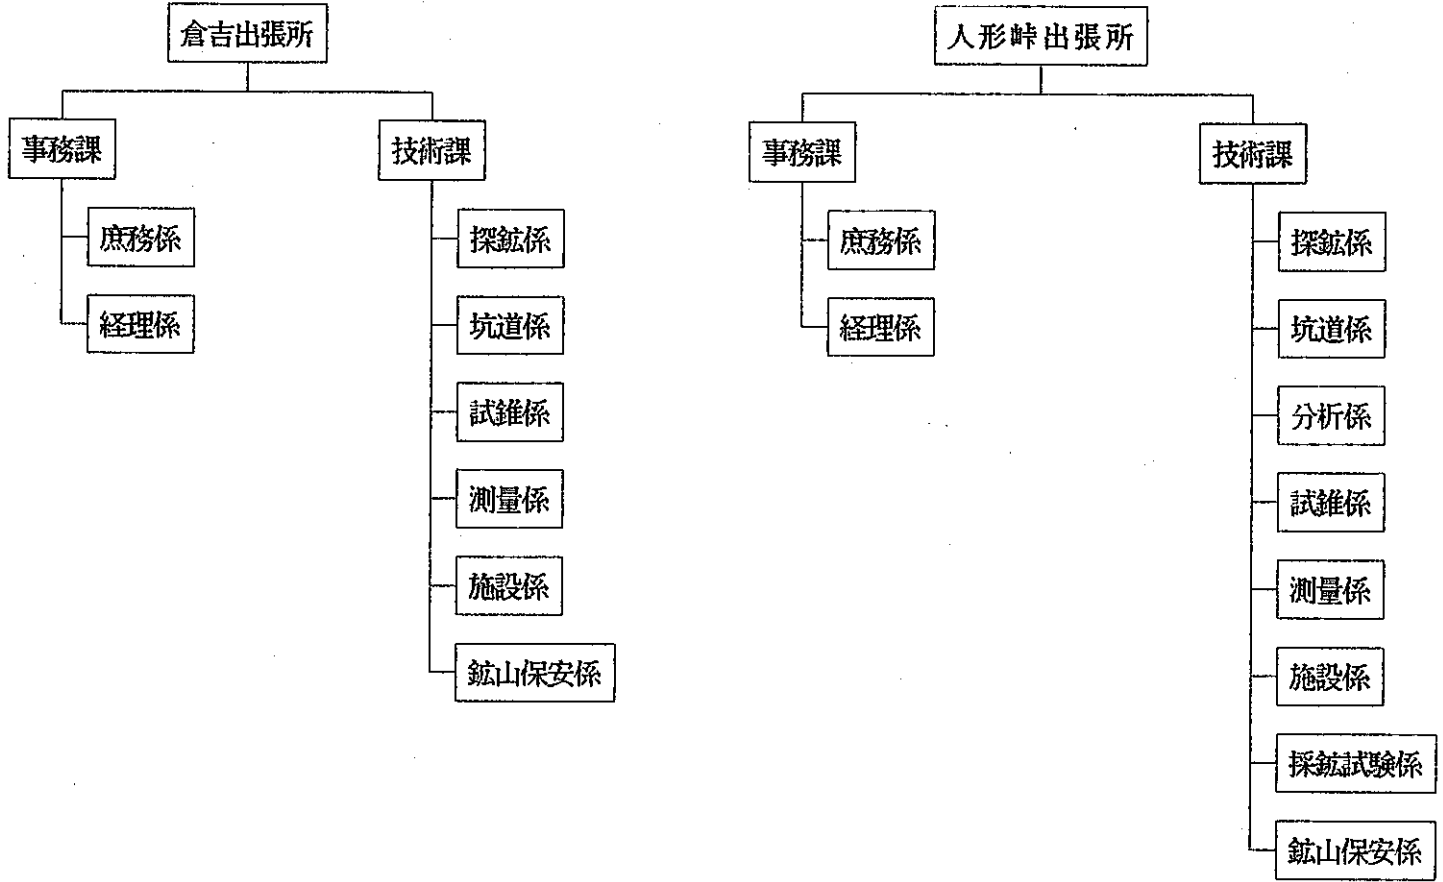 倉吉出張所
事務課
庶務係
経理係
技術課
探鉱係
坑道係
試錐係
測量係
施設係
鉱山保安係
人形峠出張所
事務課
庶務係
経理係
技術課
探鉱係
坑道係
分析係
試錐係
測量係
施設係
採鉱試験係
鉱山保安係